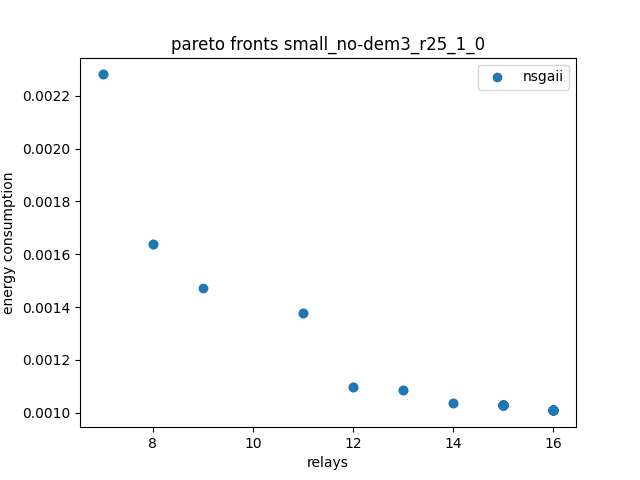 pareto fronts small_no-dem3_r25_1_0
nsgaii
0.0022
0.0020
0.0018
0.0016
0.0014
0.0012
0.0010
energy consumption
8 10 12 14 16
relays